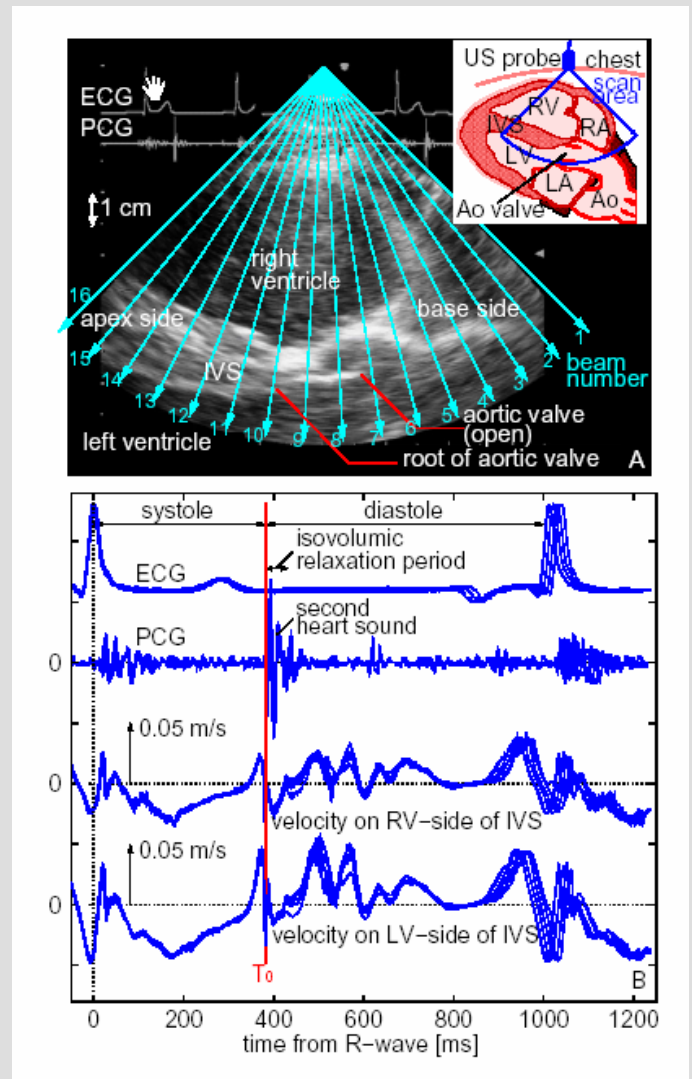 US probe chest
scan
area
ECG
PCG
RV
IVS
RA
LV
LA
Ao
Ao valve
1 cm
right
ventricle
16
apex side
base side
1
15
IVS
2
beam
number
14
3
13
4
12
5
aortic valve
(open)
11
6
10
7
9
8
left ventricle
root of aortic valve
A
systole
diastole
isovolumic
relaxation period
ECG
second
heart sound
PCG
0
0.05 m/s
0
velocity on RV-side of IVS
0.05 m/s
0
velocity on LV-side of IVS
T0
B
0 200 400 600 800 1000 1200
time from R-wave [ms]